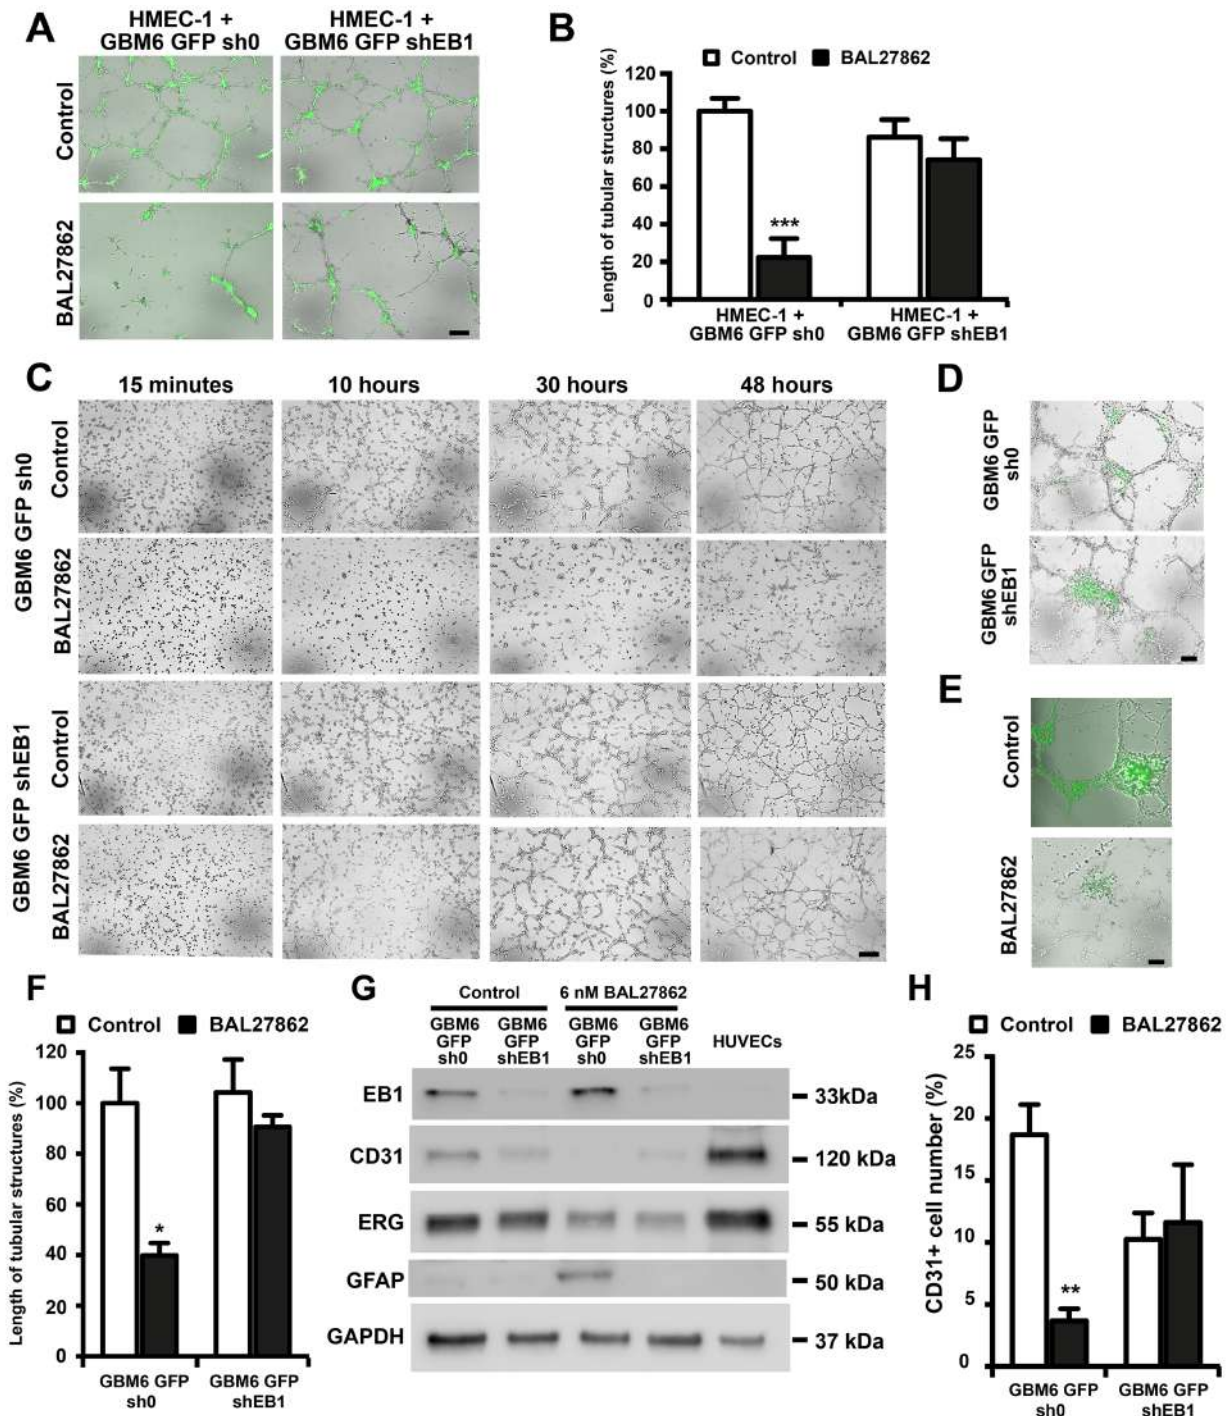 A
HMEC-1 +
GBM6 GFP sh0
HMEC-1 +
GBM6 GFP shEB1
Control
BAL27862
B
Control BAL27862
Length of tubular structures (%)
120
100
80
60
40
20
0
***
HMEC-1 +
GBM6 GFP sh0
HMEC-1 +
GBM6 GFP shEB1
C
15 minutes 10 hours 30 hours 48 hours
GBM6 GFP sh0
Control
BAL27862
GBM6 GFP shEB1
Control
BAL27862
D
GBM6 GFP
sh0
GBM6 GFP
shEB1
E
Control
BAL27862
F
Control BAL27862
Length of tubular structures (%)
120
100
80
60
40
20
0
*
GBM6 GFP
sh0
GBM6 GFP
shEB1
G
Control 6 nM BAL27862
GBM6
GFP
sh0
GBM6
GFP
shEB1
GBM6
GFP
sh0
GBM6
GFP
shEB1
HUVECs
EB1 33kDa
CD31 120 kDa
ERG 55 kDa
GFAP 50 kDa
GAPDH 37 kDa
H
Control BAL27862
CD31+ cell number (%)
25
20
15
10
5
0
**
GBM6 GFP
sh0
GBM6 GFP
shEB1